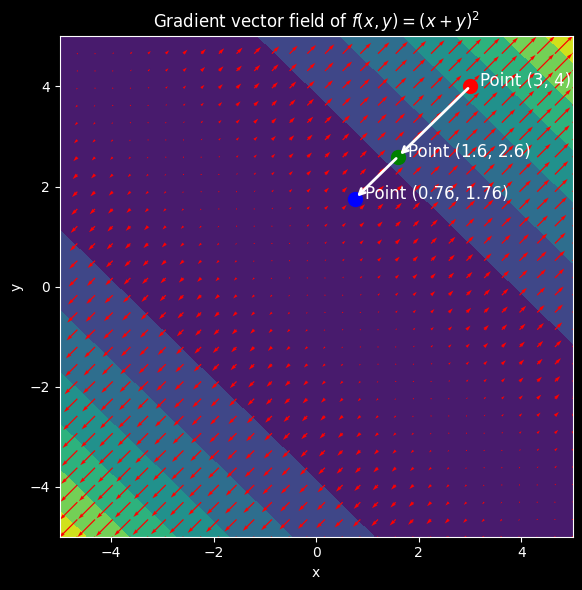 Gradient vector field of f(x, y) = (x + y)²
4
2
0
−2
−4
y
Point (3, 4)
Point (1.6, 2.6)
Point (0.76, 1.76)
−4 −2 0 2 4
x